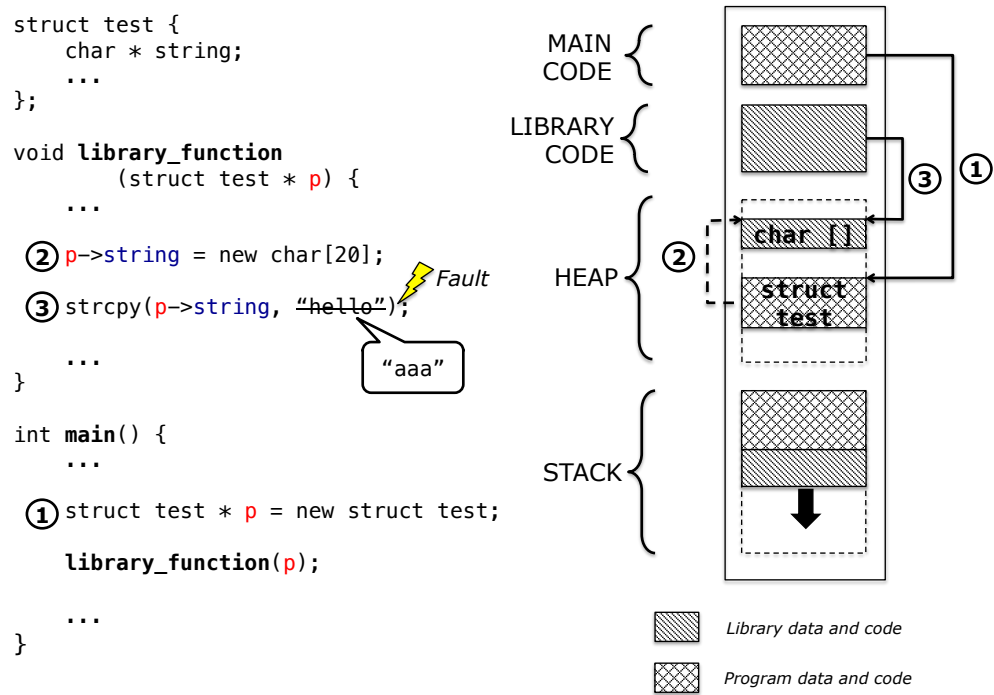 struct test {
char * string;
...
};
void library_function
(struct test * p) {
...
② p->string = new char[20];
③ strcpy(p->string, “hello”);
Fault
“aaa”
...
}
int main() {
...
① struct test * p = new struct test;
library_function(p);
...
}
MAIN
CODE
LIBRARY
CODE
HEAP
STACK
char []
struct
test
①
②
③
Library data and code
Program data and code